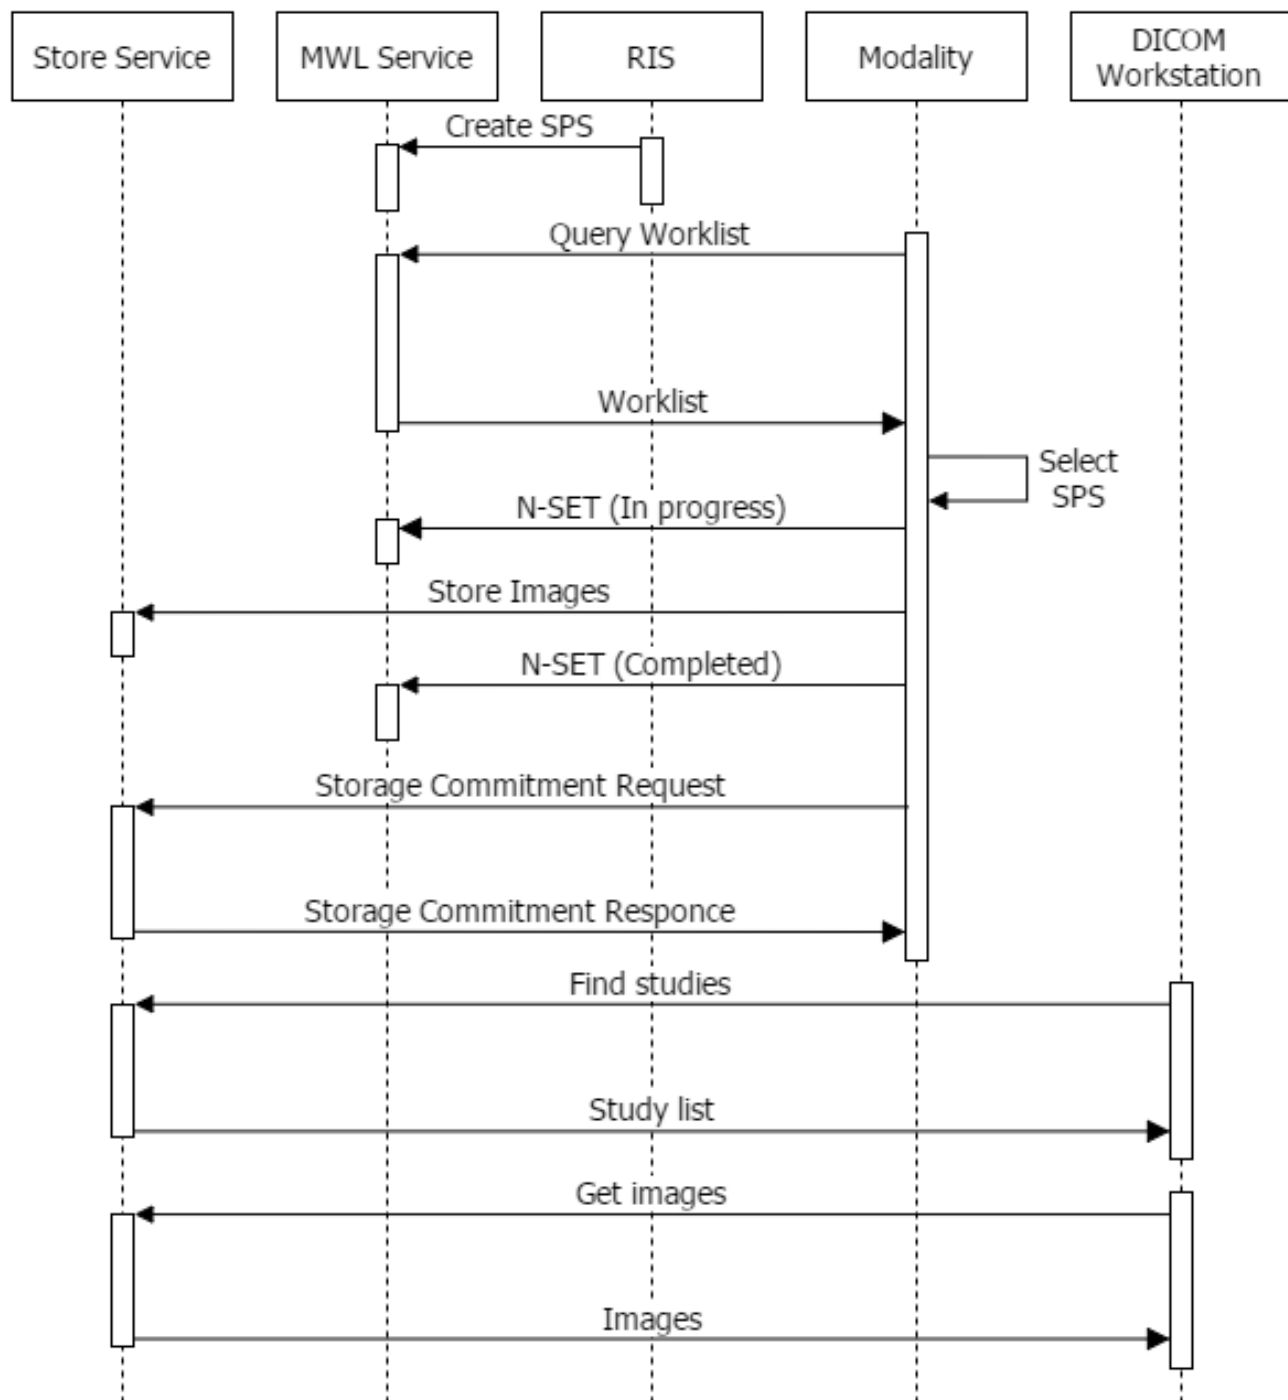 Store Service
MWL Service
RIS
Modality
DICOM
Workstation
Create SPS
Query Worklist
Worklist
Select
SPS
N-SET (In progress)
Store Images
N-SET (Completed)
Storage Commitment Request
Storage Commitment Responce
Find studies
Study list
Get images
Images